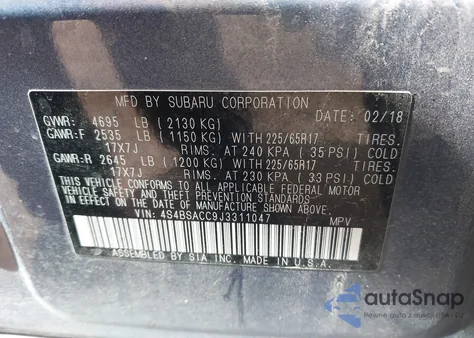 MFD BY SUBARU CORPORATION
DATE: 02/18
GVWR: 4695 LB (2130 KG)
GAWR:F 2535 LB (1150 KG) WITH 225/65R17 TIRES.
17X7J RIMS. AT 240 KPA (35 PSI) COLD
GAWR:R 2645 LB (1200 KG) WITH 225/65R17 TIRES.
17X7J RIMS. AT 230 KPA (33 PSI) COLD
THIS VEHICLE CONFORMS TO ALL APPLICABLE FEDERAL MOTOR
VEHICLE SAFETY AND THEFT PREVENTION STANDARDS
IN EFFECT ON THE DATE OF MANUFACTURE
SHOWN ABOVE.
VIN: 4S4BSACC9J3311047 MPV
ASSEMBLED BY SIA INC. IN U.S.A.
autoSnap